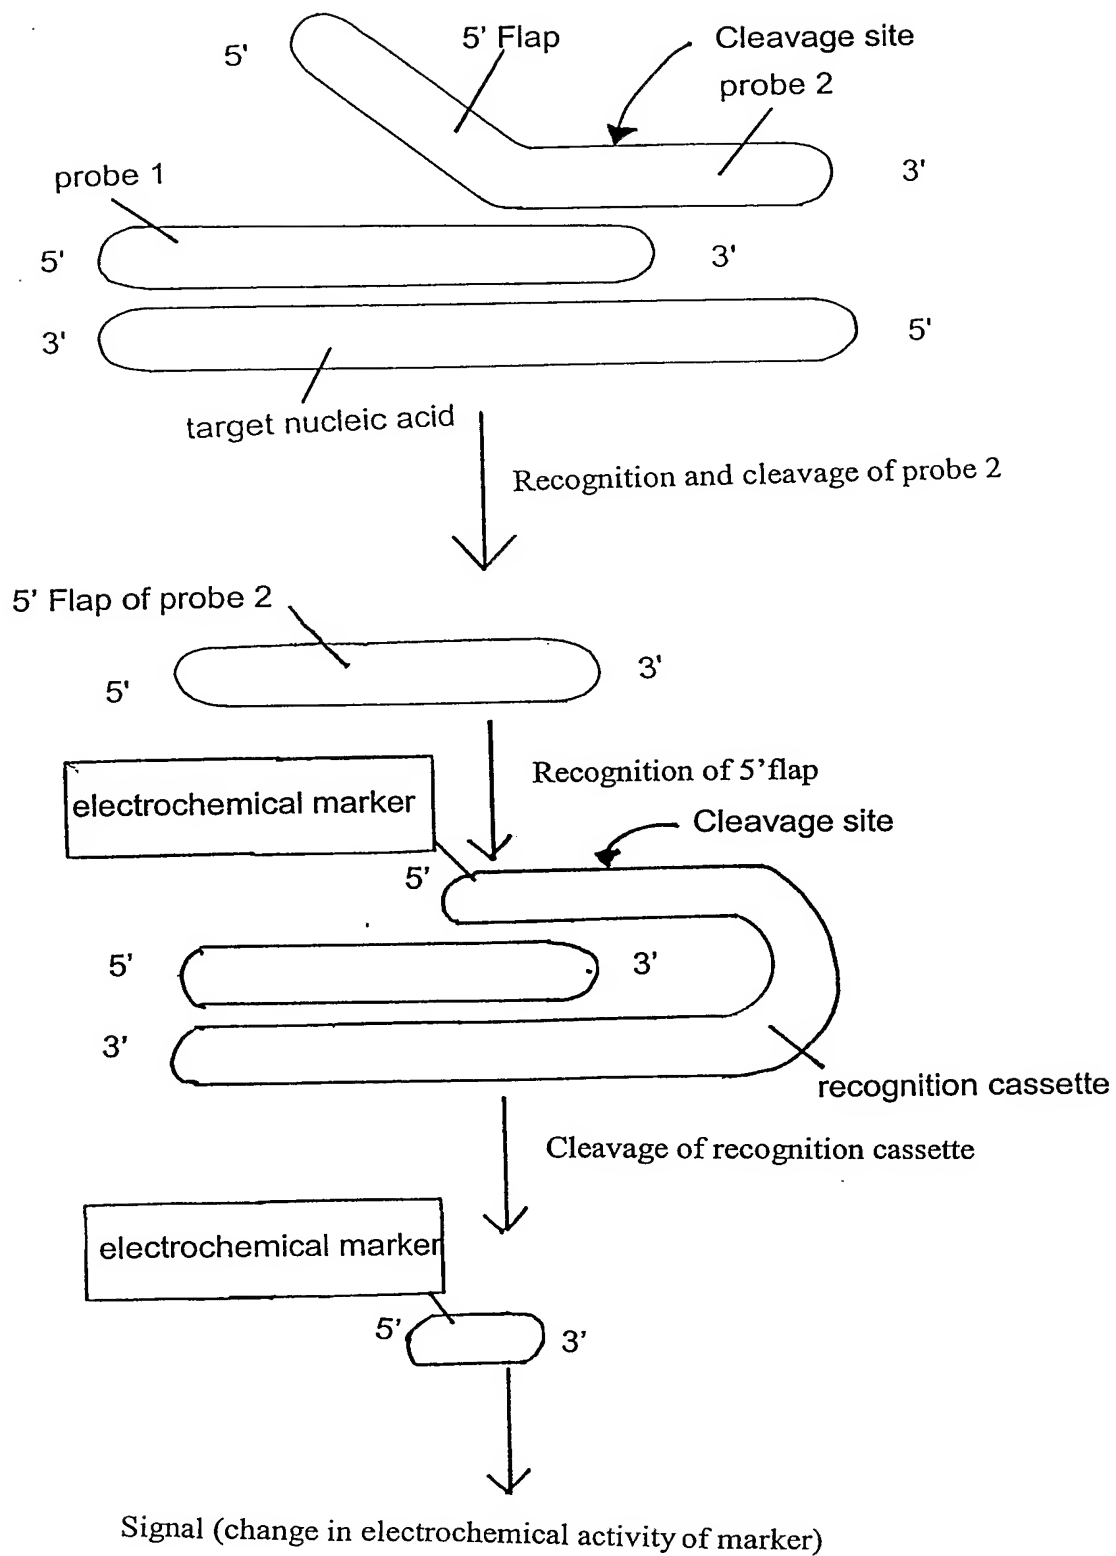 5' Flap
Cleavage site
5'
probe 2
3'
probe 1
5'
3'
3'
5'
target nucleic acid
Recognition and cleavage of probe 2
5' Flap of probe 2
3'
5'
Recognition of 5'flap
electrochemical marker
Cleavage site
5'
5'
3'
3'
recognition cassette
Cleavage of recognition cassette
electrochemical marker
5'
3'
Signal (change in electrochemical activity of marker)